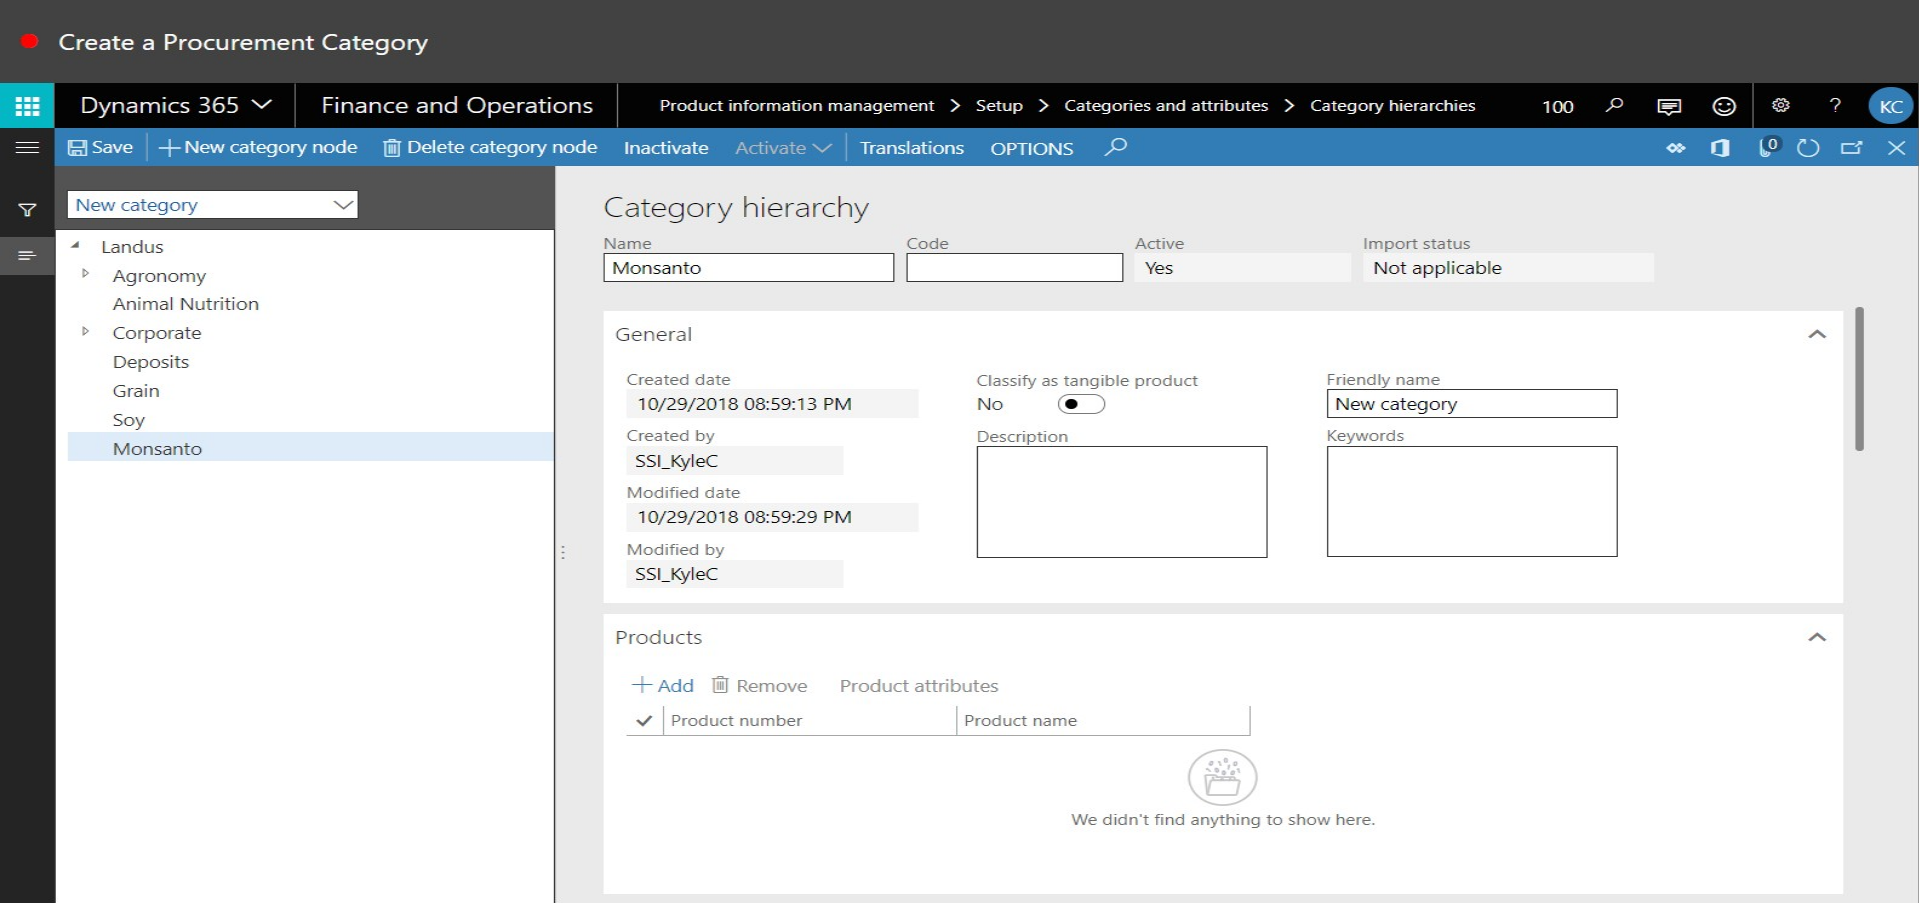 Create a Procurement Category
Dynamics 365 Finance and Operations Product information management > Setup > Categories and attributes > Category hierarchies 100 ? KC
Save New category node Delete category node Inactivate Activate Translations OPTIONS 0
New category
Landus
Agronomy
Animal Nutrition
Corporate
Deposits
Grain
Soy
Monsanto
Category hierarchy
Name Code Active Import status
Monsanto Yes Not applicable
General
Created date Classify as tangible product Friendly name
10/29/2018 08:59:13 PM No New category
Created by Description Keywords
SSI_KyleC
Modified date
10/29/2018 08:59:29 PM
Modified by
SSI_KyleC
Products
Add Remove Product attributes
Product number Product name
We didn't find anything to show here.